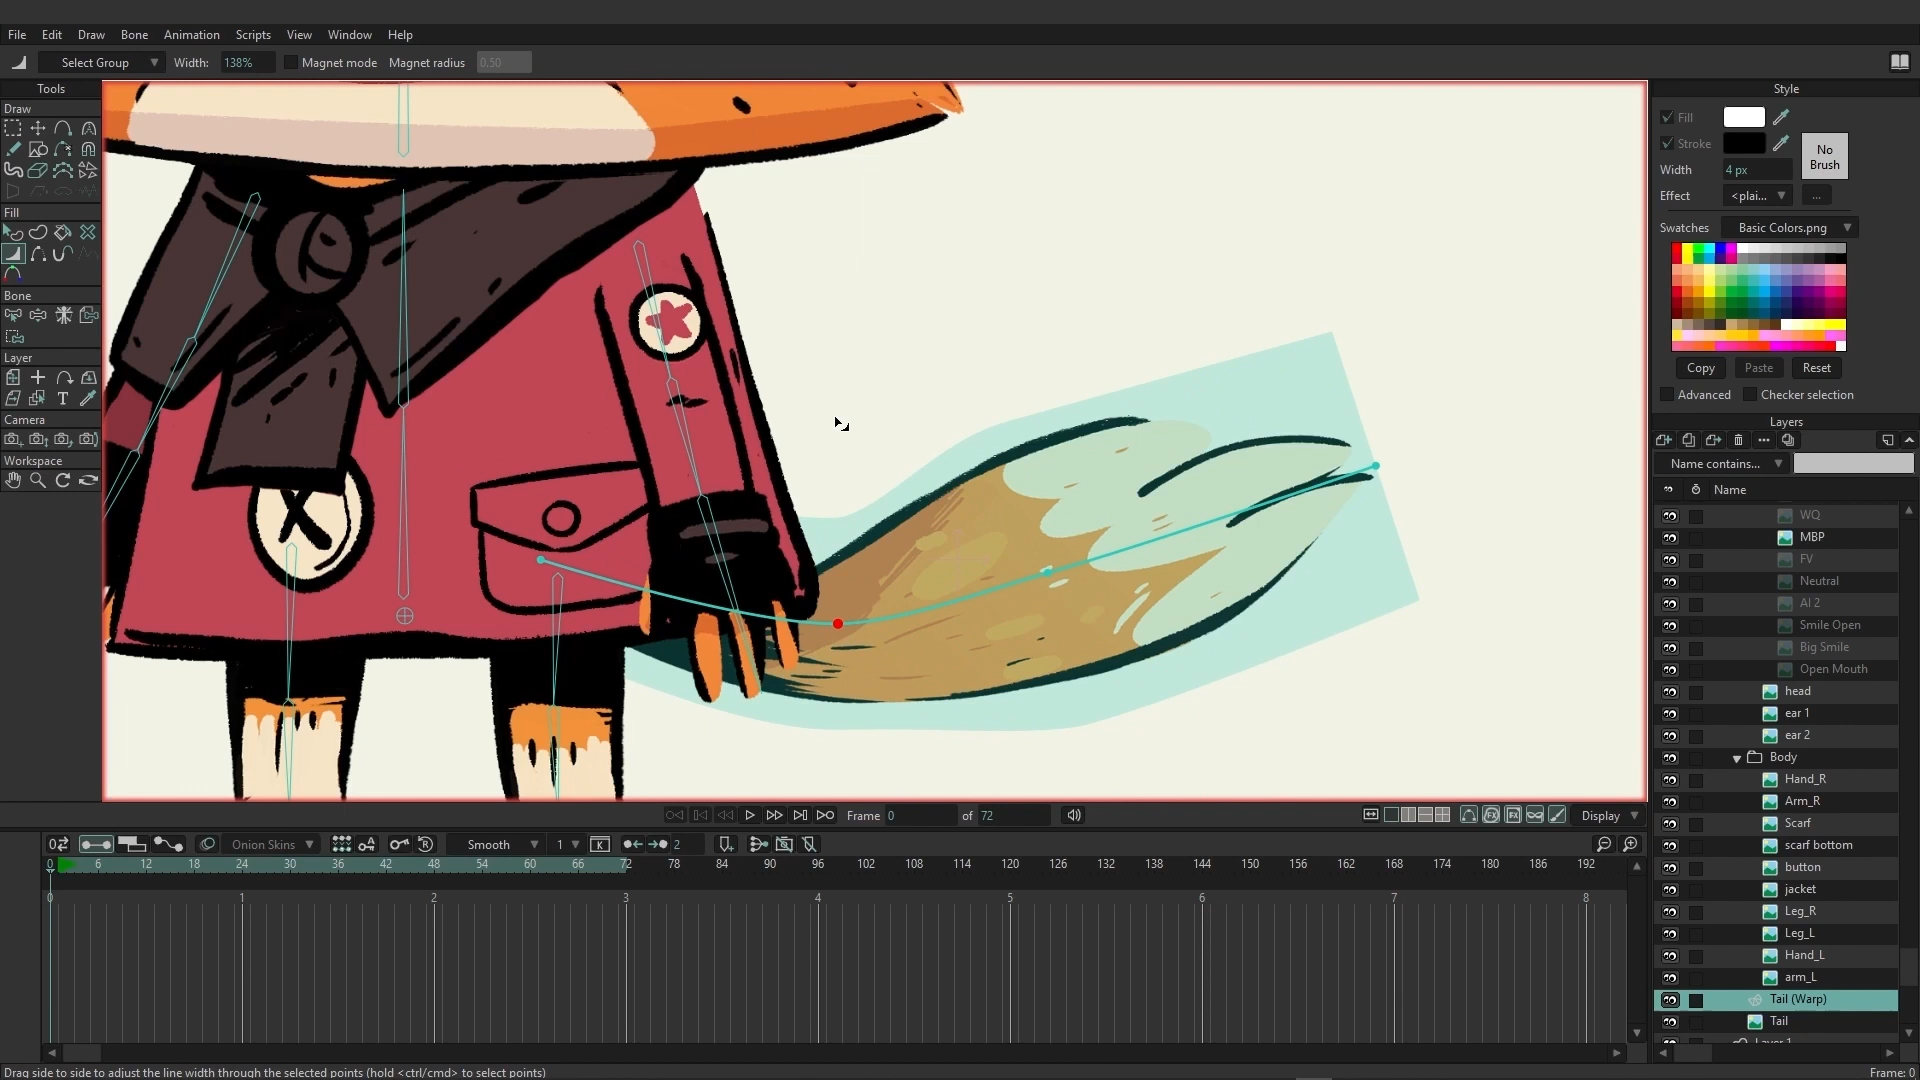 File Edit Draw Bone Animation Scripts View Window Help
Select Group Width: 138% Magnet mode Magnet radius 0.50
Tools
Draw
Fill
Bone
Layer
Camera
Workspace
Style
Fill
Stroke
No Brush
Width 4 px
Effect <plai... ...
Swatches Basic Colors.png
Copy Paste Reset
Advanced Checker selection
Layers
Name contains...
Name
WQ
MBP
FV
Neutral
AI 2
Smile Open
Big Smile
Open Mouth
head
ear 1
ear 2
Body
Hand_R
Arm_R
Scarf
scarf bottom
button
jacket
Leg_R
Leg_L
Hand_L
arm_L
Tail (Warp)
Tail
Layer 1
Frame 0 of 72 Display
Onion Skins Smooth 1 2
0 6 12 18 24 30 36 42 48 54 60 66 72 78 84 90 96 102 108 114 120 126 132 138 144 150 156 162 168 174 180 186 192
0 1 2 3 4 5 6 7 8
Drag side to side to adjust the line width through the selected points (hold <ctrl/cmd> to select points) Frame: 0